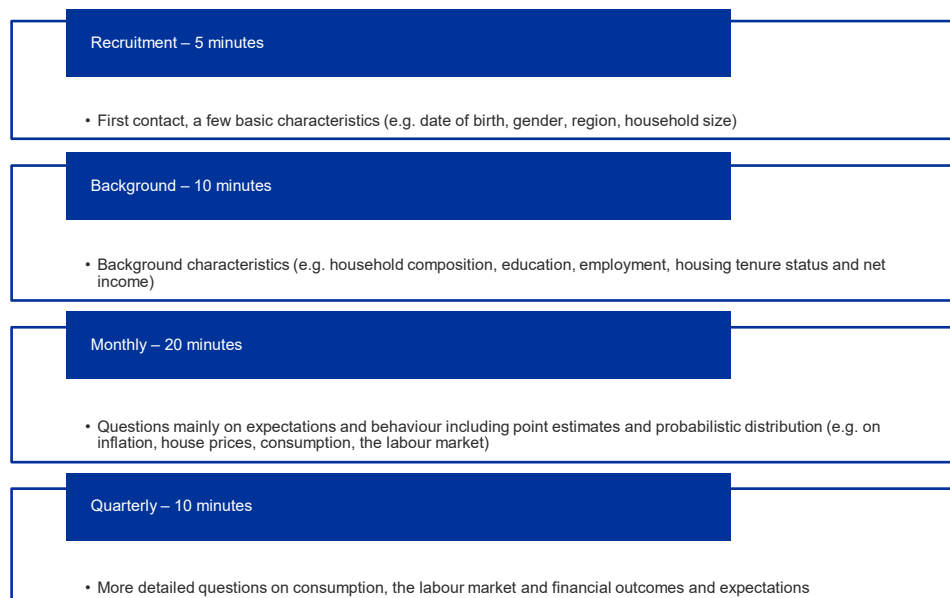 Recruitment – 5 minutes
• First contact, a few basic characteristics (e.g. date of birth, gender, region, household size)
Background – 10 minutes
• Background characteristics (e.g. household composition, education, employment, housing tenure status and net
income)
Monthly – 20 minutes
• Questions mainly on expectations and behaviour including point estimates and probabilistic distribution (e.g. on
inflation, house prices, consumption, the labour market)
Quarterly – 10 minutes
• More detailed questions on consumption, the labour market and financial outcomes and expectations